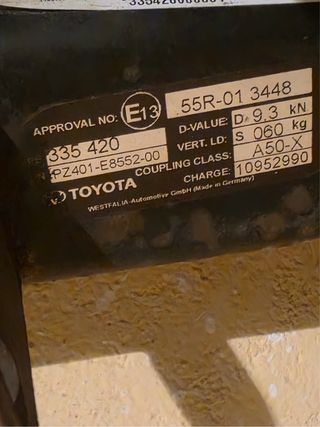 APPROVAL NO: E13 55R-01 3448
335 420 D-VALUE: D 9,3 kN
PZ401-E8552-00 VERT. LD: S 060 kg
COUPLING CLASS: A50-X
TOYOTA CHARGE: 10952990
WESTFALIA-Automotive GmbH (Made in Germany)